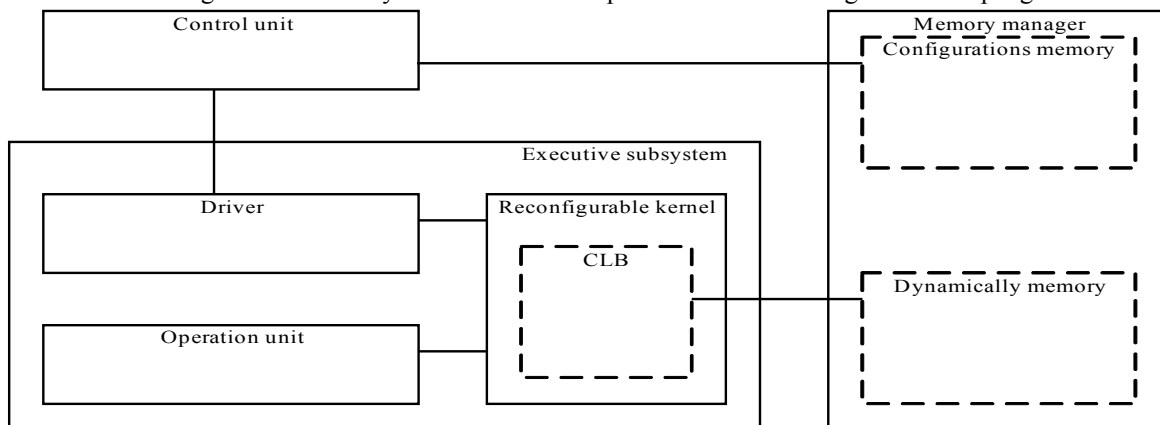 Control unit
Memory manager
Configurations memory
Executive subsystem
Driver
Reconfigurable kernel
CLB
Dynamically memory
Operation unit